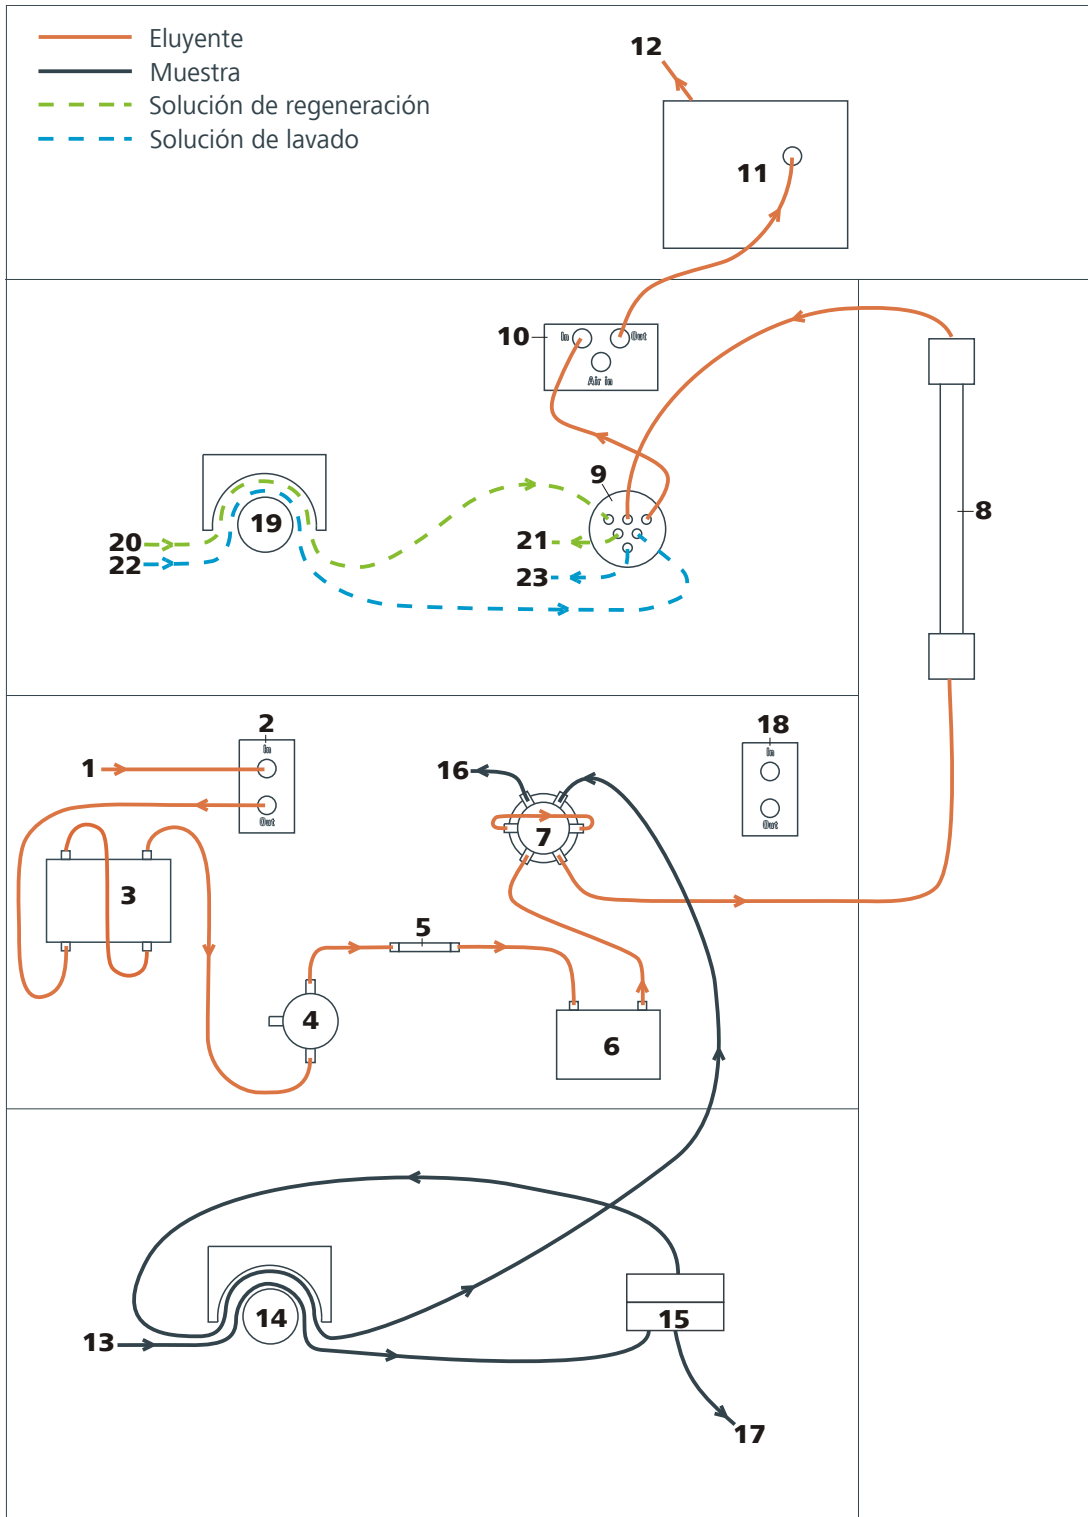 Eluyente
Muestra
Solución de regeneración
Solución de lavado
12
11
10
In
Out
Air in
9
8
19
20
22
21
23
2
In
Out
1
18
In
Out
16
7
3
5
4
6
13
14
15
17